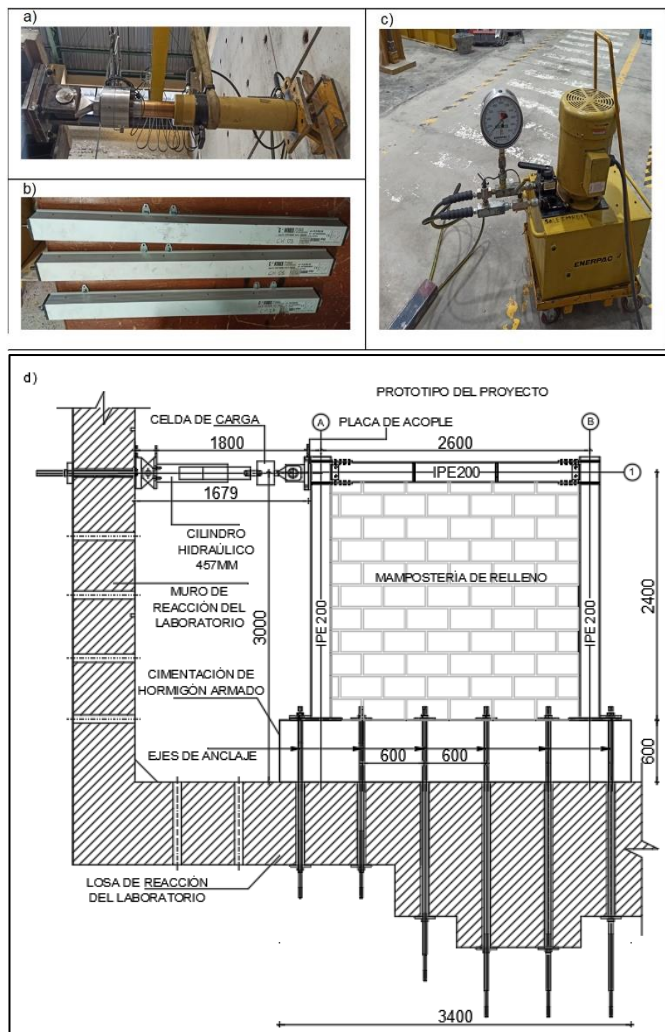 a)
b)
c)
ENERPAC
d)
PROTOTIPO DEL PROYECTO
CELDA DE CARGA
A
PLACA DE ACOPLE
B
1800
2600
IPE200
1
1679
CILINDRO
HIDRAÚLICO
457MM
MURO DE
REACCIÓN DEL
LABORATORIO
3000
IPE 200
MAMPOSTERÍA DE RELLENO
IPE 200
2400
CIMENTACIÓN DE
HORMIGÓN ARMADO
EJES DE ANCLAJE
600
600
600
LOSA DE REACCIÓN
DEL LABORATORIO
3400